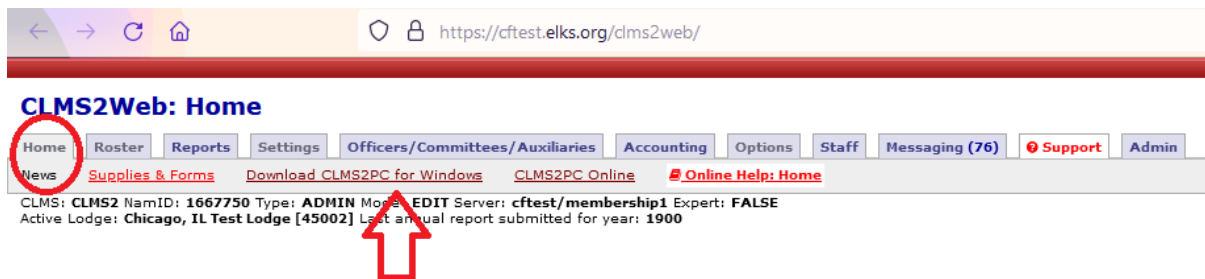 https://cftest.elks.org/clms2web/
CLMS2Web: Home
Home Roster Reports Settings Officers/Committees/Auxiliaries Accounting Options Staff Messaging (76) Support Admin
News Supplies & Forms Download CLMS2PC for Windows CLMS2PC Online Online Help: Home
CLMS: CLMS2 NamID: 1667750 Type: ADMIN Mode: EDIT Server: cftest/membership1 Expert: FALSE
Active Lodge: Chicago, IL Test Lodge [45002] Last annual report submitted for year: 1900